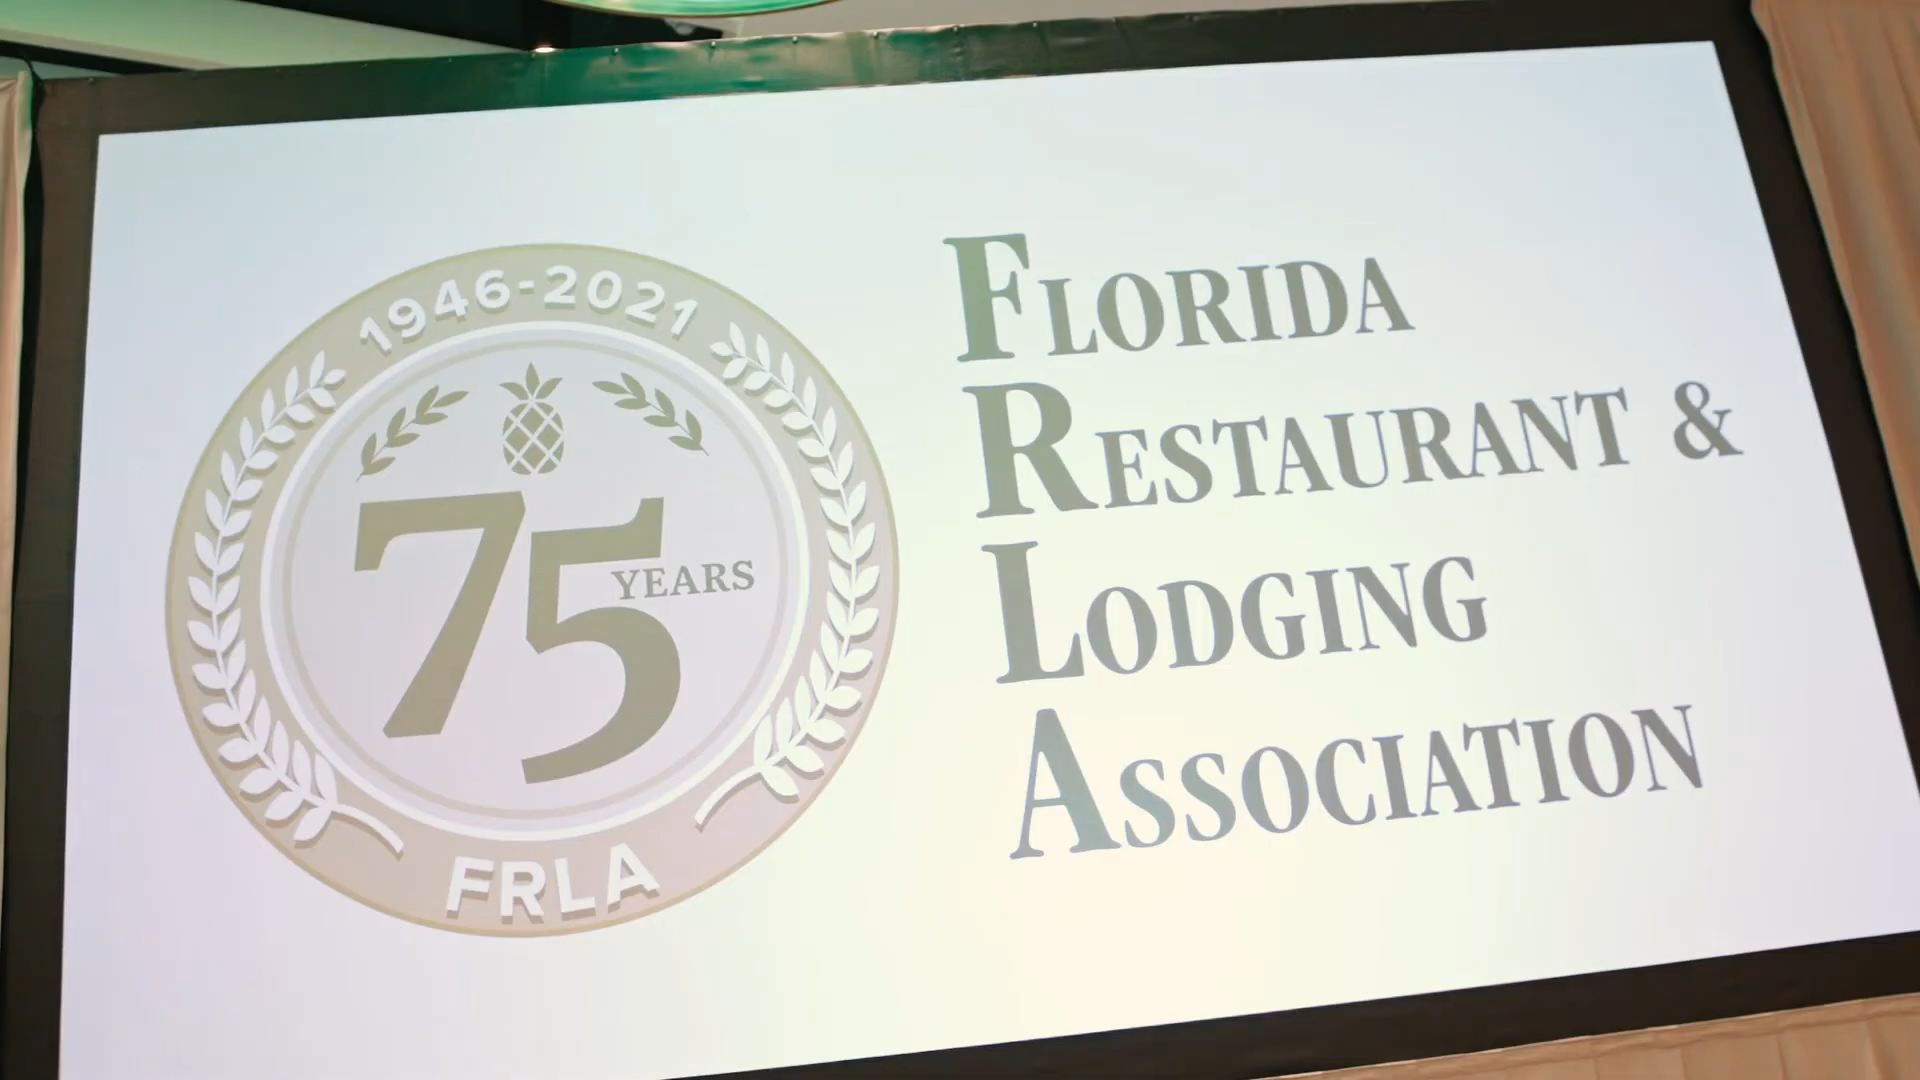 1946-2021
75
YEARS
FRLA
FLORIDA
RESTAURANT &
LODGING
ASSOCIATION